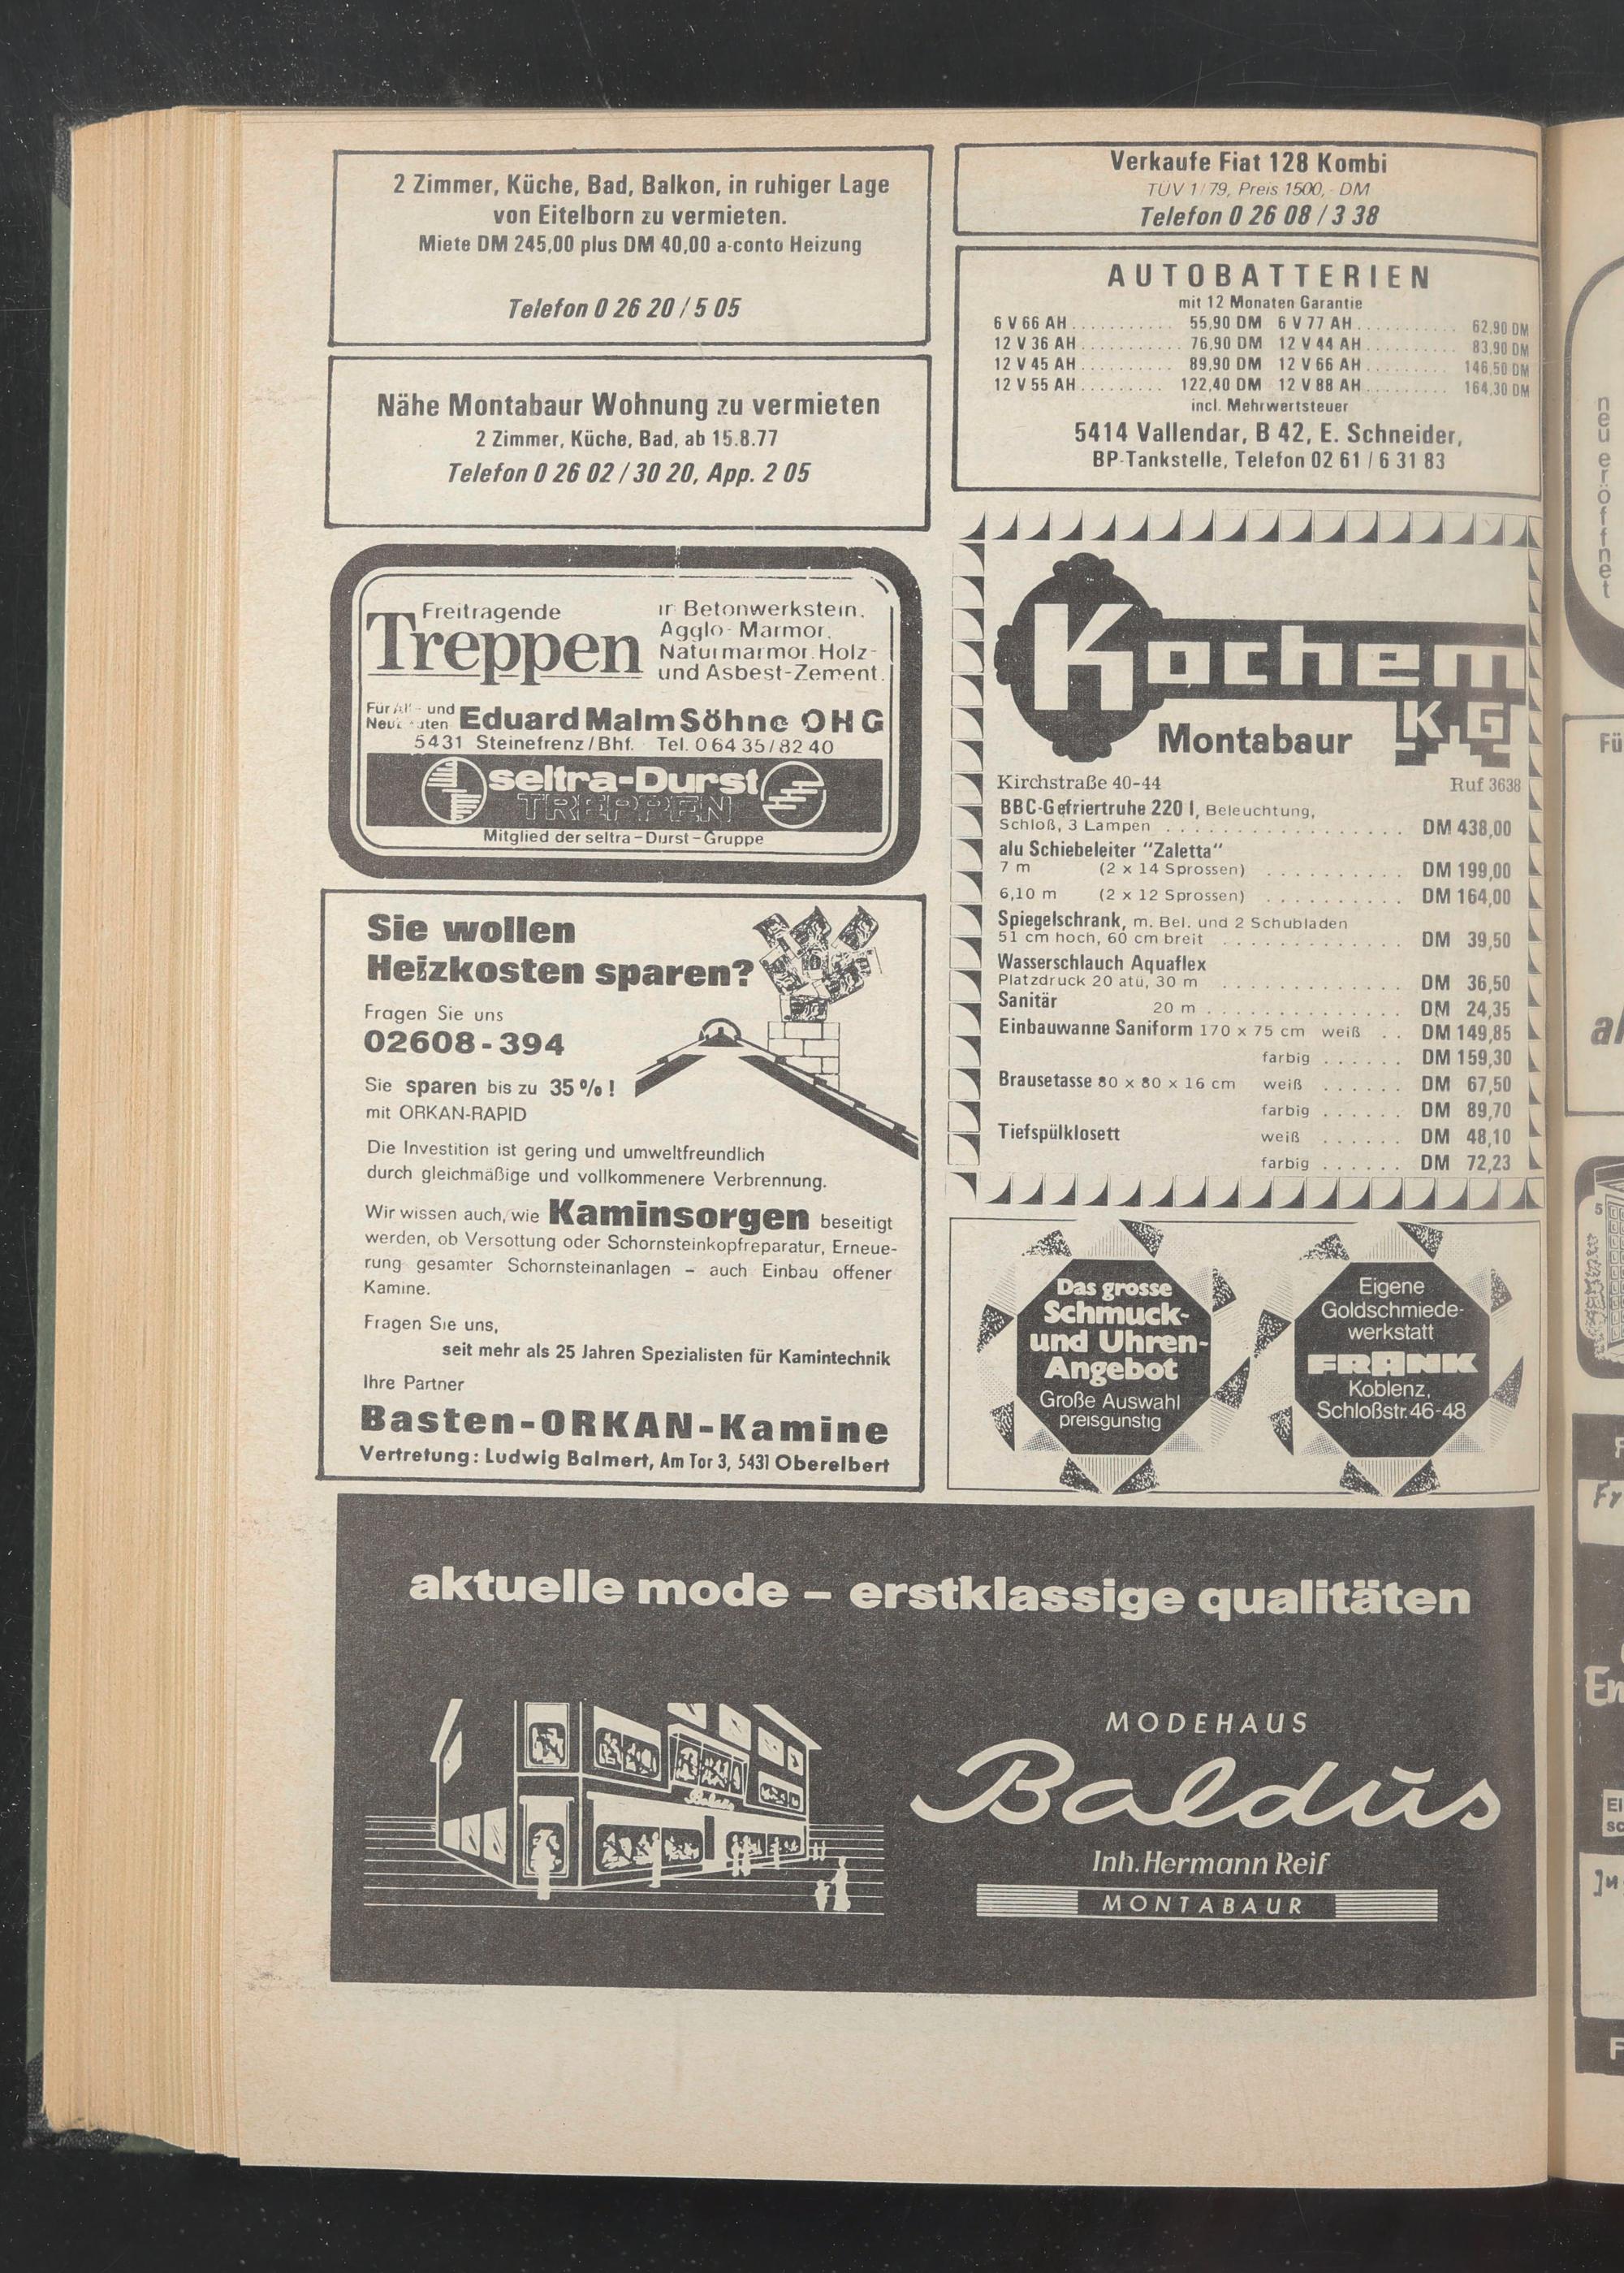 2 Zimmer, Küche, Bad, Balkon, in ruhiger Lage
von Eitelborn zu vermieten.
Miete DM 245,00 plus DM 40,00 a-conto Heizung
Telefon 0 26 20 / 5 05
Nähe Montabaur Wohnung zu vermieten
2 Zimmer, Küche, Bad, ab 15.8.77
Telefon 0 26 02 / 30 20, App. 2 05
Freitragende
Treppen
in Betonwerkstein,
Agglo-Marmor,
Naturmarmor, Holz-
und Asbest-Zement.
Für Alt- und
Neubauten Eduard Malm Söhne OHG
5431 Steinefrenz/Bhf. Tel. 06435/8240
seltra-Durst
TREPPEN
Mitglied der seltra-Durst-Gruppe
Sie wollen
Heizkosten sparen?
Fragen Sie uns
02608-394
Sie sparen bis zu 35%!
mit ORKAN-RAPID
Die Investition ist gering und umweltfreundlich
durch gleichmäßige und vollkommenere Verbrennung.
Wir wissen auch, wie Kaminsorgen beseitigt
werden, ob Versottung oder Schornsteinkopfreparatur, Erneue-
rung gesamter Schornsteinanlagen – auch Einbau offener
Kamine.
Fragen Sie uns,
seit mehr als 25 Jahren Spezialisten für Kamintechnik
Ihre Partner
Basten-ORKAN-Kamine
Vertretung: Ludwig Balmert, Am Tor 3, 5431 Oberelbert
Verkaufe Fiat 128 Kombi
TÜV 1/79, Preis 1500,- DM
Telefon 0 26 08 / 3 38
AUTOBATTERIEN
mit 12 Monaten Garantie
6 V 66 AH........... 55,90 DM 6 V 77 AH........... 62,90 DM
12 V 36 AH........... 76,90 DM 12 V 44 AH.......... 83,90 DM
12 V 45 AH.......... 89,90 DM 12 V 66 AH......... 146,50 DM
12 V 55 AH......... 122,40 DM 12 V 88 AH......... 164,30 DM
incl. Mehrwertsteuer
5414 Vallendar, B 42, E. Schneider,
BP-Tankstelle, Telefon 02 61 / 6 31 83
Kachem
KG
Montabaur
Kirchstraße 40-44 Ruf 3638
BBC-Gefriertruhe 220 l, Beleuchtung,
Schloß, 3 Lampen ................. DM 438,00
alu Schiebeleiter "Zaletta"
7 m (2 x 14 Sprossen) .......... DM 199,00
6,10 m (2 x 12 Sprossen) .......... DM 164,00
Spiegelschrank, m. Bel. und 2 Schubladen
51 cm hoch, 60 cm breit ............. DM 39,50
Wasserschlauch Aquaflex
Platzdruck 20 atü, 30 m ............. DM 36,50
Sanitär 20 m .............. DM 24,35
Einbauwanne Saniform 170 x 75 cm weiß .. DM 149,85
farbig ...... DM 159,30
Brausetasse 80 x 80 x 16 cm weiß ...... DM 67,50
farbig ...... DM 89,70
Tiefspülklosett weiß ...... DM 48,10
farbig ...... DM 72,23
Das grosse
Schmuck-
und Uhren-
Angebot
Große Auswahl
preisgünstig
Eigene
Goldschmiede-
werkstatt
FRANK
Koblenz,
Schloßstr. 46-48
aktuelle mode – erstklassige qualitäten
Baldus
MODEHAUS
Baldus
Inh. Hermann Reif
MONTABAUR
neu eröffnet